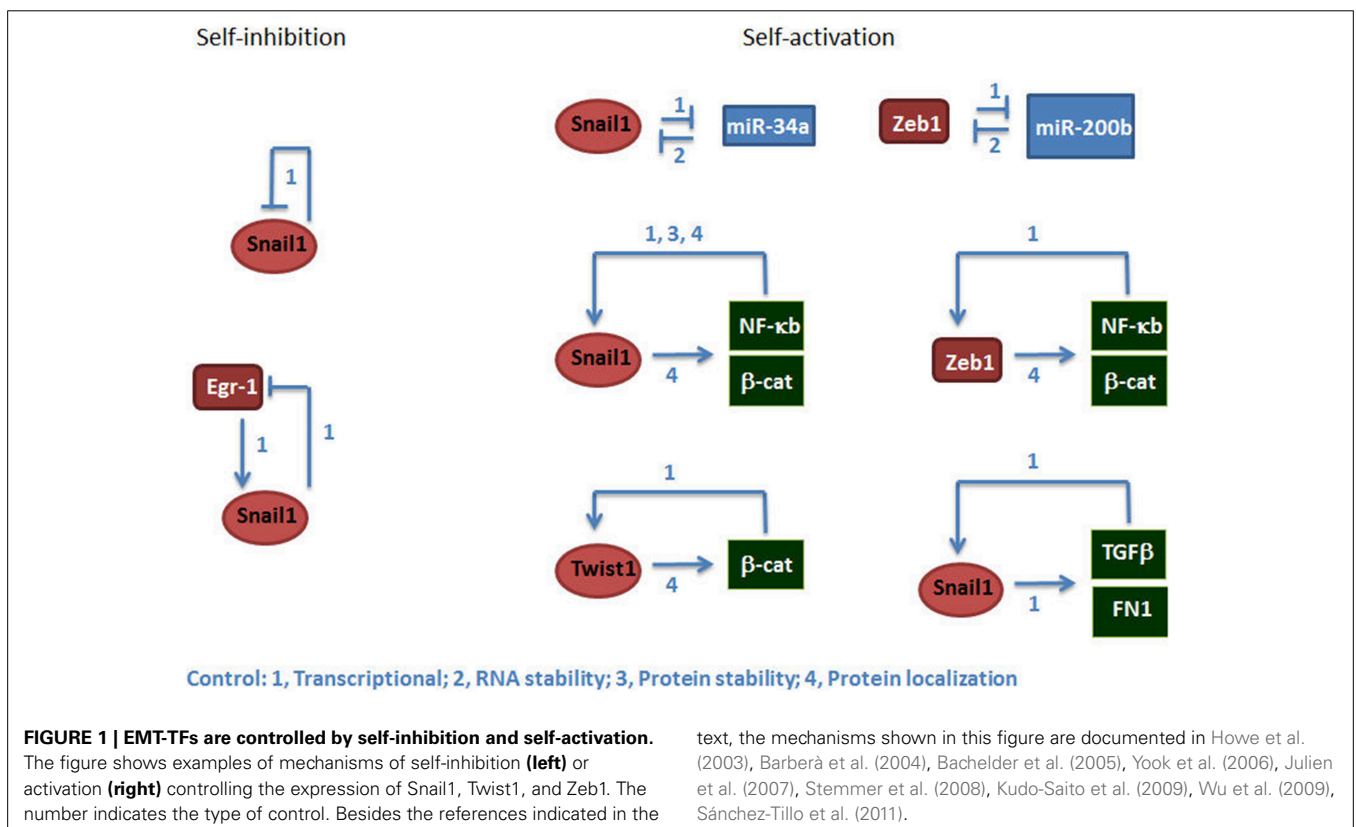 Self-inhibition
Self-activation
1
Snail1
Egr-1
1
1
Snail1
Snail1
1
2
miR-34a
Zeb1
1
2
miR-200b
1, 3, 4
Snail1
4
NF-κb
β-cat
1
Zeb1
4
NF-κb
β-cat
1
Twist1
4
β-cat
1
Snail1
1
TGFβ
FN1
Control: 1, Transcriptional; 2, RNA stability; 3, Protein stability; 4, Protein localization
FIGURE 1 | EMT-TFs are controlled by self-inhibition and self-activation.
The figure shows examples of mechanisms of self-inhibition (left) or
activation (right) controlling the expression of Snail1, Twist1, and Zeb1. The
number indicates the type of control. Besides the references indicated in the
text, the mechanisms shown in this figure are documented in Howe et al.
(2003), Barberà et al. (2004), Bachelder et al. (2005), Yook et al. (2006), Julien
et al. (2007), Stemmer et al. (2008), Kudo-Saito et al. (2009), Wu et al. (2009),
Sánchez-Tillo et al. (2011).